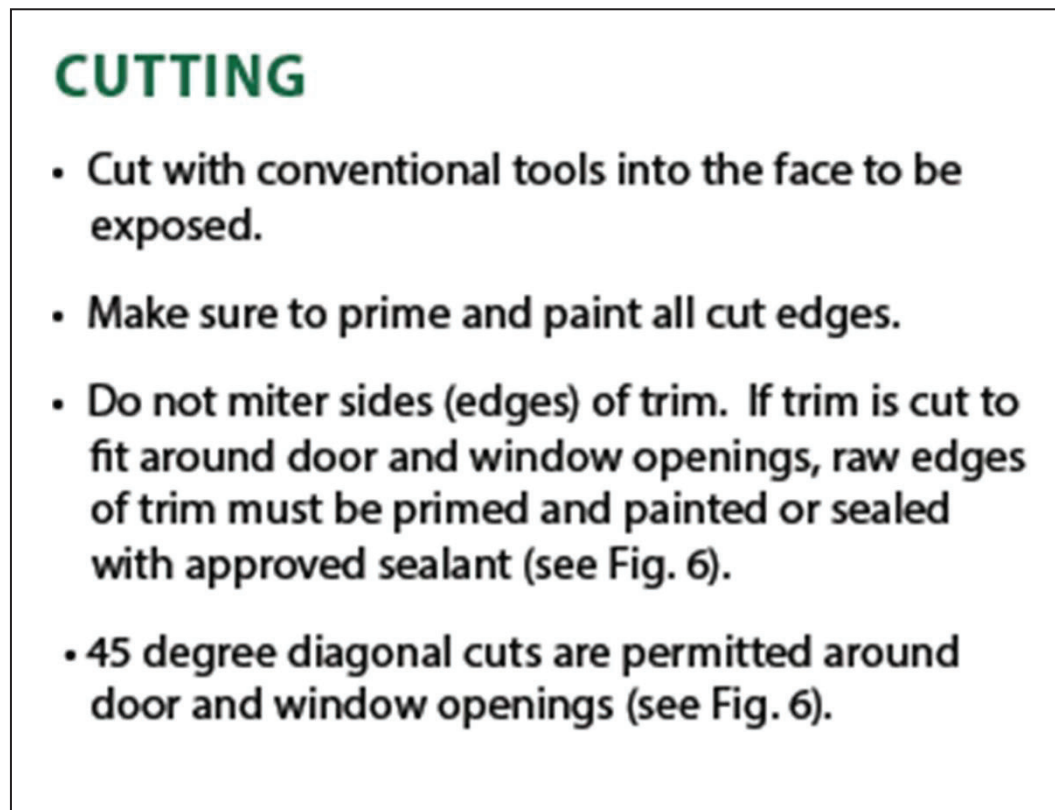 CUTTING
• Cut with conventional tools into the face to be
exposed.
• Make sure to prime and paint all cut edges.
• Do not miter sides (edges) of trim.  If trim is cut to
fit around door and window openings, raw edges
of trim must be primed and painted or sealed
with approved sealant (see Fig. 6).
• 45 degree diagonal cuts are permitted around
door and window openings (see Fig. 6).